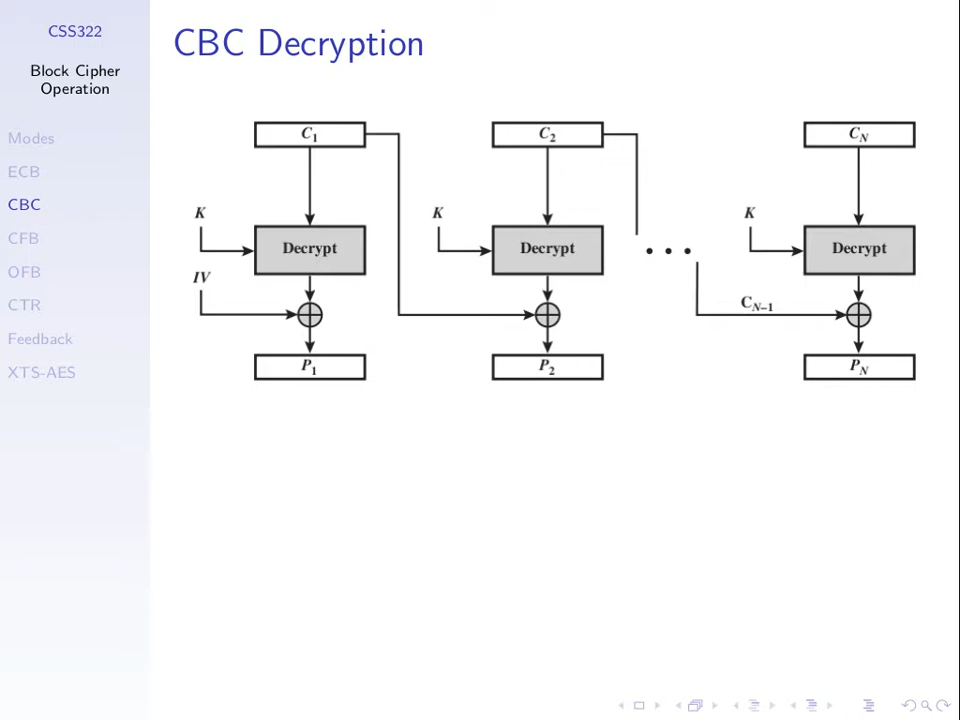 CSS322
Block Cipher
Operation
Modes
ECB
CBC
CFB
OFB
CTR
Feedback
XTS-AES
CBC Decryption
C1 C2 CN
K K K
Decrypt Decrypt • • • Decrypt
IV
CN–1
P1 P2 PN